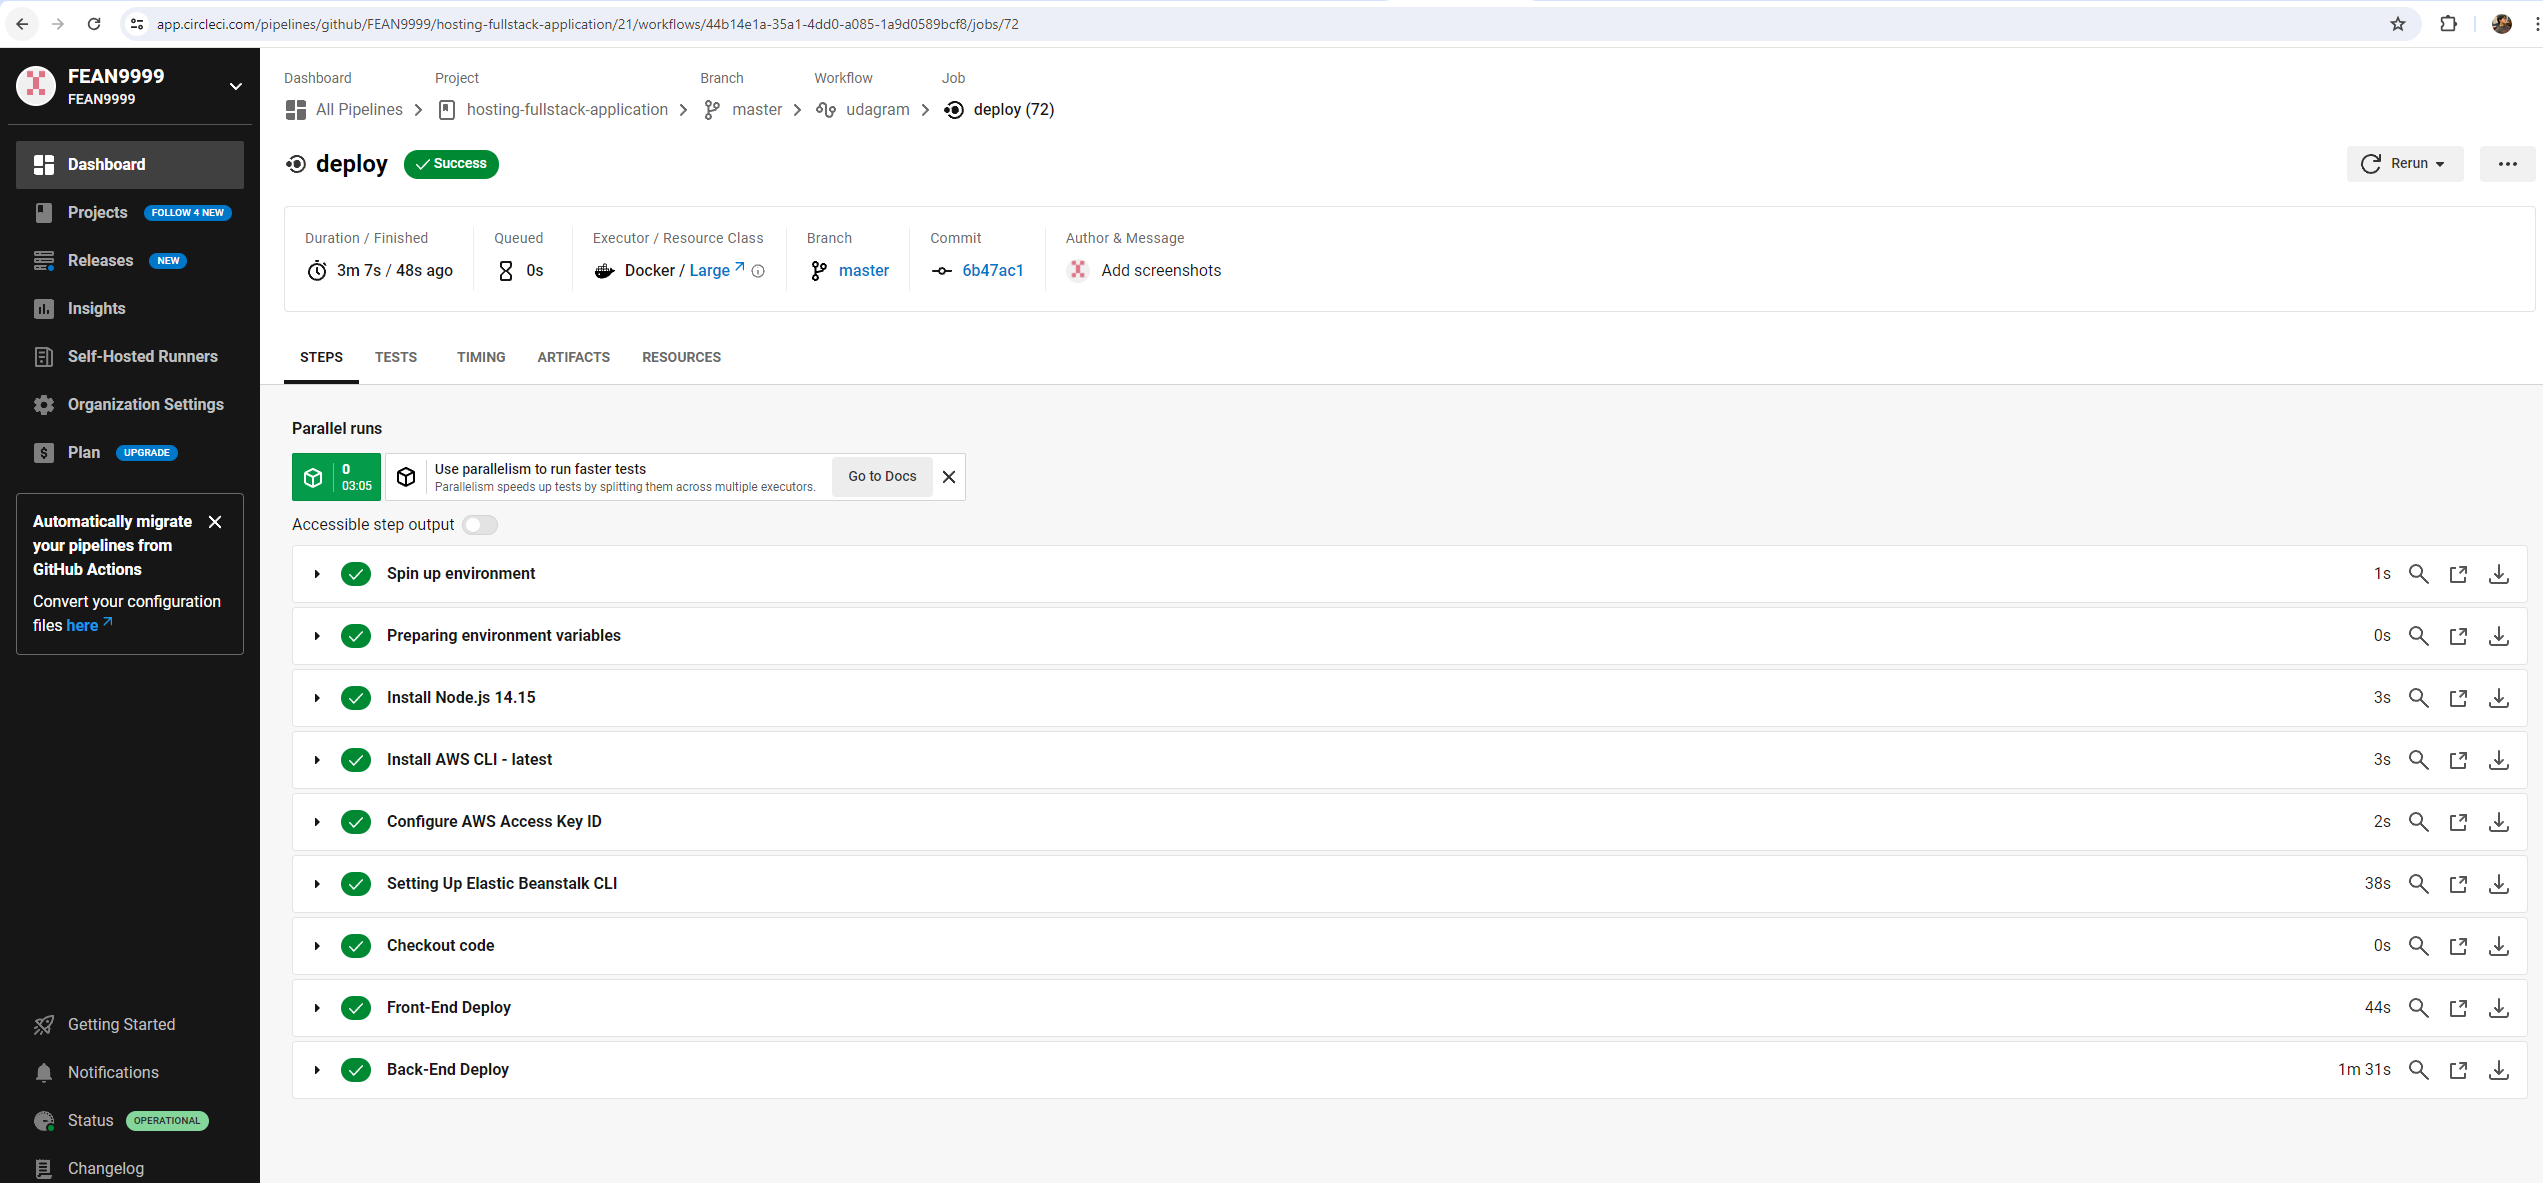 app.circleci.com/pipelines/github/FEAN9999/hosting-fullstack-application/21/workflows/44b14e1a-35a1-4dd0-a085-1a9d0589bcf8/jobs/72
FEAN9999
FEAN9999
Dashboard
Projects FOLLOW 4 NEW
Releases NEW
Insights
Self-Hosted Runners
Organization Settings
Plan UPGRADE
Automatically migrate
your pipelines from
GitHub Actions
Convert your configuration
files here
Getting Started
Notifications
Status OPERATIONAL
Changelog
Dashboard Project Branch Workflow Job
All Pipelines hosting-fullstack-application master udagram deploy (72)
deploy Success Rerun
Duration / Finished Queued Executor / Resource Class Branch Commit Author & Message
3m 7s / 48s ago 0s Docker / Large master 6b47ac1 Add screenshots
STEPS TESTS TIMING ARTIFACTS RESOURCES
Parallel runs
0
03:05
Use parallelism to run faster tests
Parallelism speeds up tests by splitting them across multiple executors.
Go to Docs
Accessible step output
Spin up environment 1s
Preparing environment variables 0s
Install Node.js 14.15 3s
Install AWS CLI - latest 3s
Configure AWS Access Key ID 2s
Setting Up Elastic Beanstalk CLI 38s
Checkout code 0s
Front-End Deploy 44s
Back-End Deploy 1m 31s